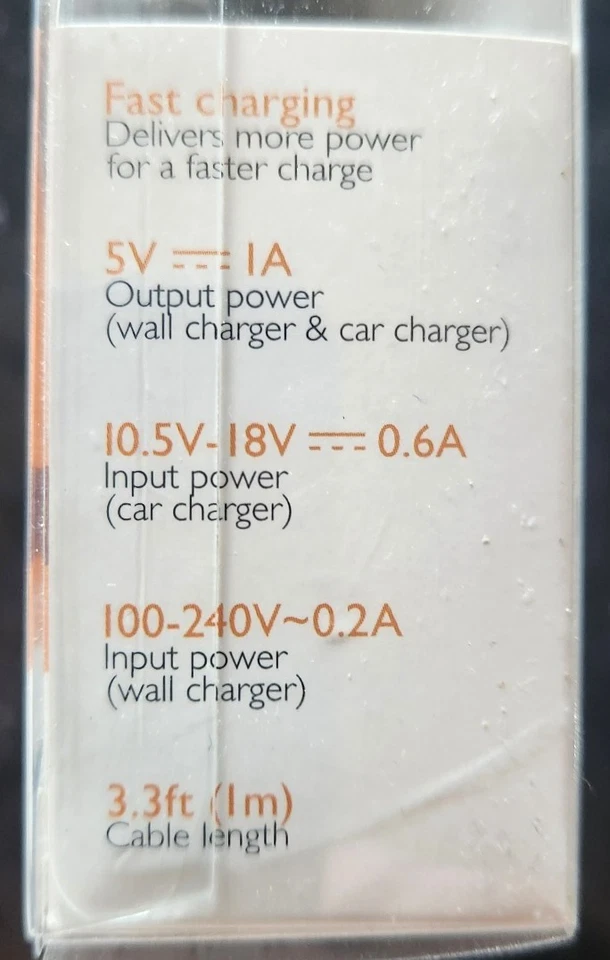 Fast charging
Delivers more power
for a faster charge
5V ⎓ 1A
Output power
(wall charger & car charger)
10.5V-18V ⎓ 0.6A
Input power
(car charger)
100-240V~0.2A
Input power
(wall charger)
3.3ft (1m)
Cable length